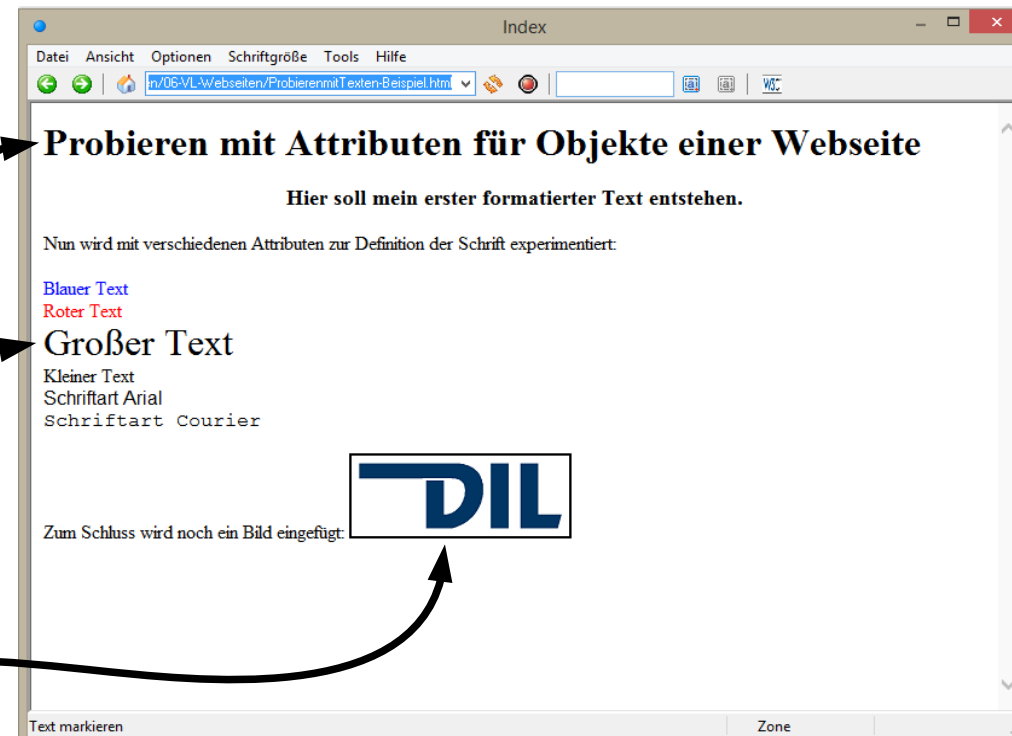 Index
Datei Ansicht Optionen Schriftgröße Tools Hilfe
en/06-VL-Webseiten/ProbierenmitTexten-Beispiel.html
Probieren mit Attributen für Objekte einer Webseite
Hier soll mein erster formatierter Text entstehen.
Nun wird mit verschiedenen Attributen zur Definition der Schrift experimentiert:
Blauer Text
Roter Text
Großer Text
Kleiner Text
Schriftart Arial
Schriftart Courier
DIL
Zum Schluss wird noch ein Bild eingefügt:
Text markieren Zone